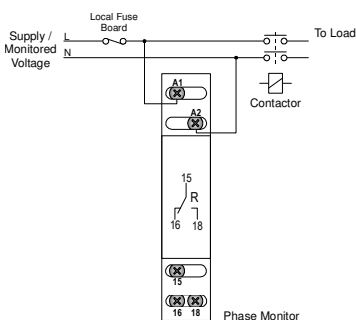 Local Fuse
Board
Supply /
Monitored
Voltage
L
N
To Load
A1
A2
Contactor
15
R
16 18
15
16 18
Phase Monitor